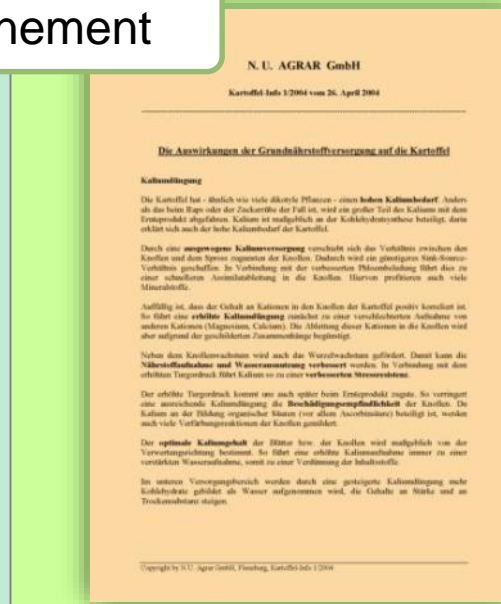 nement
N. U. AGRAR GmbH
Kartoffel-Info 1/2004 vom 26. April 2004
Die Auswirkungen der Grundnährstoffversorgung auf die Kartoffel
Kaliumdüngung
Die Kartoffel hat - ähnlich wie viele dikotyle Pflanzen - einen hohen Kaliumbedarf. Anders
als das beim Raps oder der Zuckerrübe der Fall ist, wird ein großer Teil des Kaliums mit dem
Ernteprodukt abgefahren. Kalium ist maßgeblich an der Kohlehydratsynthese beteiligt, darin
erklärt sich auch der hohe Kaliumbedarf der Kartoffel.
Durch eine ausgewogene Kaliumversorgung verschiebt sich das Verhältnis zwischen den
Knollen und dem Spross zugunsten der Knollen. Dadurch wird ein günstigeres Sink-Source-
Verhältnis geschaffen. In Verbindung mit der verbesserten Phloembeladung führt dies zu
einer schnelleren Assimilatableitung in die Knollen. Hiervon profitieren auch viele
Mineralstoffe.
Auffällig ist, dass der Gehalt an Kationen in den Knollen der Kartoffel positiv korreliert ist.
So führt eine erhöhte Kaliumdüngung zunächst zu einer verschlechterten Aufnahme von
anderen Kationen (Magnesium, Calcium). Die Ableitung dieser Kationen in die Knollen wird
aber aufgrund der geschilderten Zusammenhänge begünstigt.
Neben dem Knollenwachstum wird auch das Wurzelwachstum gefördert. Damit kann die
Nährstoffaufnahme und Wasserausnutzung verbessert werden. In Verbindung mit dem
erhöhten Turgordruck führt Kalium so zu einer verbesserten Stressresistenz.
Der erhöhte Turgordruck kommt uns auch später beim Ernteprodukt zugute. So verringert
eine ausreichende Kaliumdüngung die Beschädigungsempfindlichkeit der Knollen. Da
Kalium an der Bildung organischer Säuren (vor allem Ascorbinsäure) beteiligt ist, werden
auch viele Verfärbungsreaktionen der Knollen gemildert.
Der optimale Kaliumgehalt der Blätter bzw. der Knollen wird maßgeblich von der
Verwertungsrichtung bestimmt. So führt eine erhöhte Kaliumaufnahme immer zu einer
verstärkten Wasseraufnahme, somit zu einer Verdünnung der Inhaltsstoffe.
Im unteren Versorgungsbereich werden durch eine gesteigerte Kaliumdüngung mehr
Kohlehydrate gebildet als Wasser aufgenommen wird, die Gehalte an Stärke und an
Trockensubstanz steigen.
Copyright by N.U. Agrar GmbH, Flensburg, Kartoffel-Info 1/2004